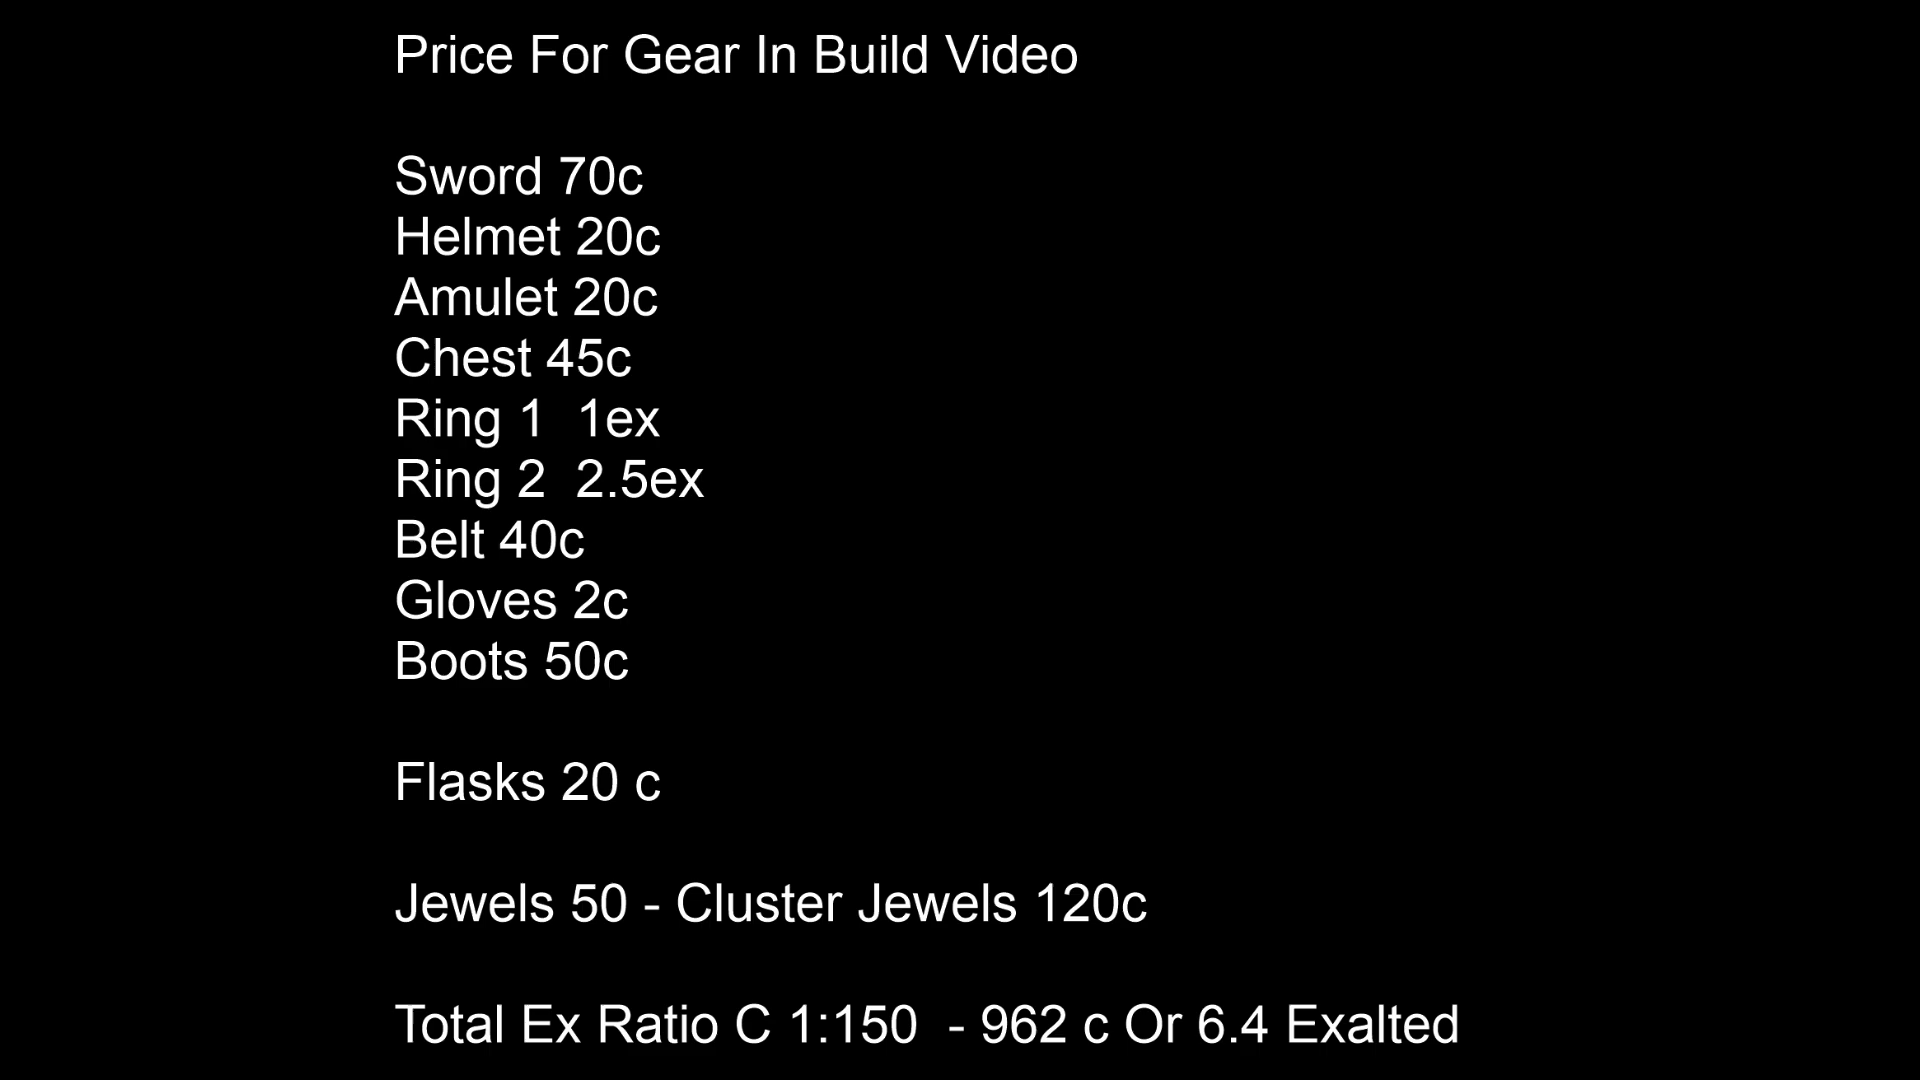 Price For Gear In Build Video
Sword 70c
Helmet 20c
Amulet 20c
Chest 45c
Ring 1  1ex
Ring 2  2.5ex
Belt 40c
Gloves 2c
Boots 50c
Flasks 20 c
Jewels 50 - Cluster Jewels 120c
Total Ex Ratio C 1:150  - 962 c Or 6.4 Exalted